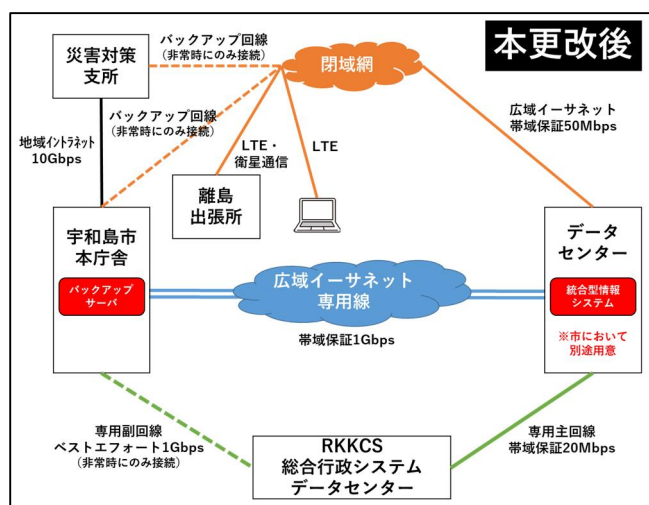 本更改後
災害対策
支所
バックアップ回線
(非常時にのみ接続)
閉域網
バックアップ回線
(非常時にのみ接続)
広域イーサネット
帯域保証50Mbps
地域イントラネット
10Gbps
LTE・
衛星通信
LTE
離島
出張所
宇和島市
本庁舎
バックアップ
サーバ
広域イーサネット
専用線
帯域保証1Gbps
データ
センター
統合型情報
システム
※市において
別途用意
専用副回線
ベストエフォート1Gbps
(非常時にのみ接続)
RKKCS
総合行政システム
データセンター
専用主回線
帯域保証20Mbps